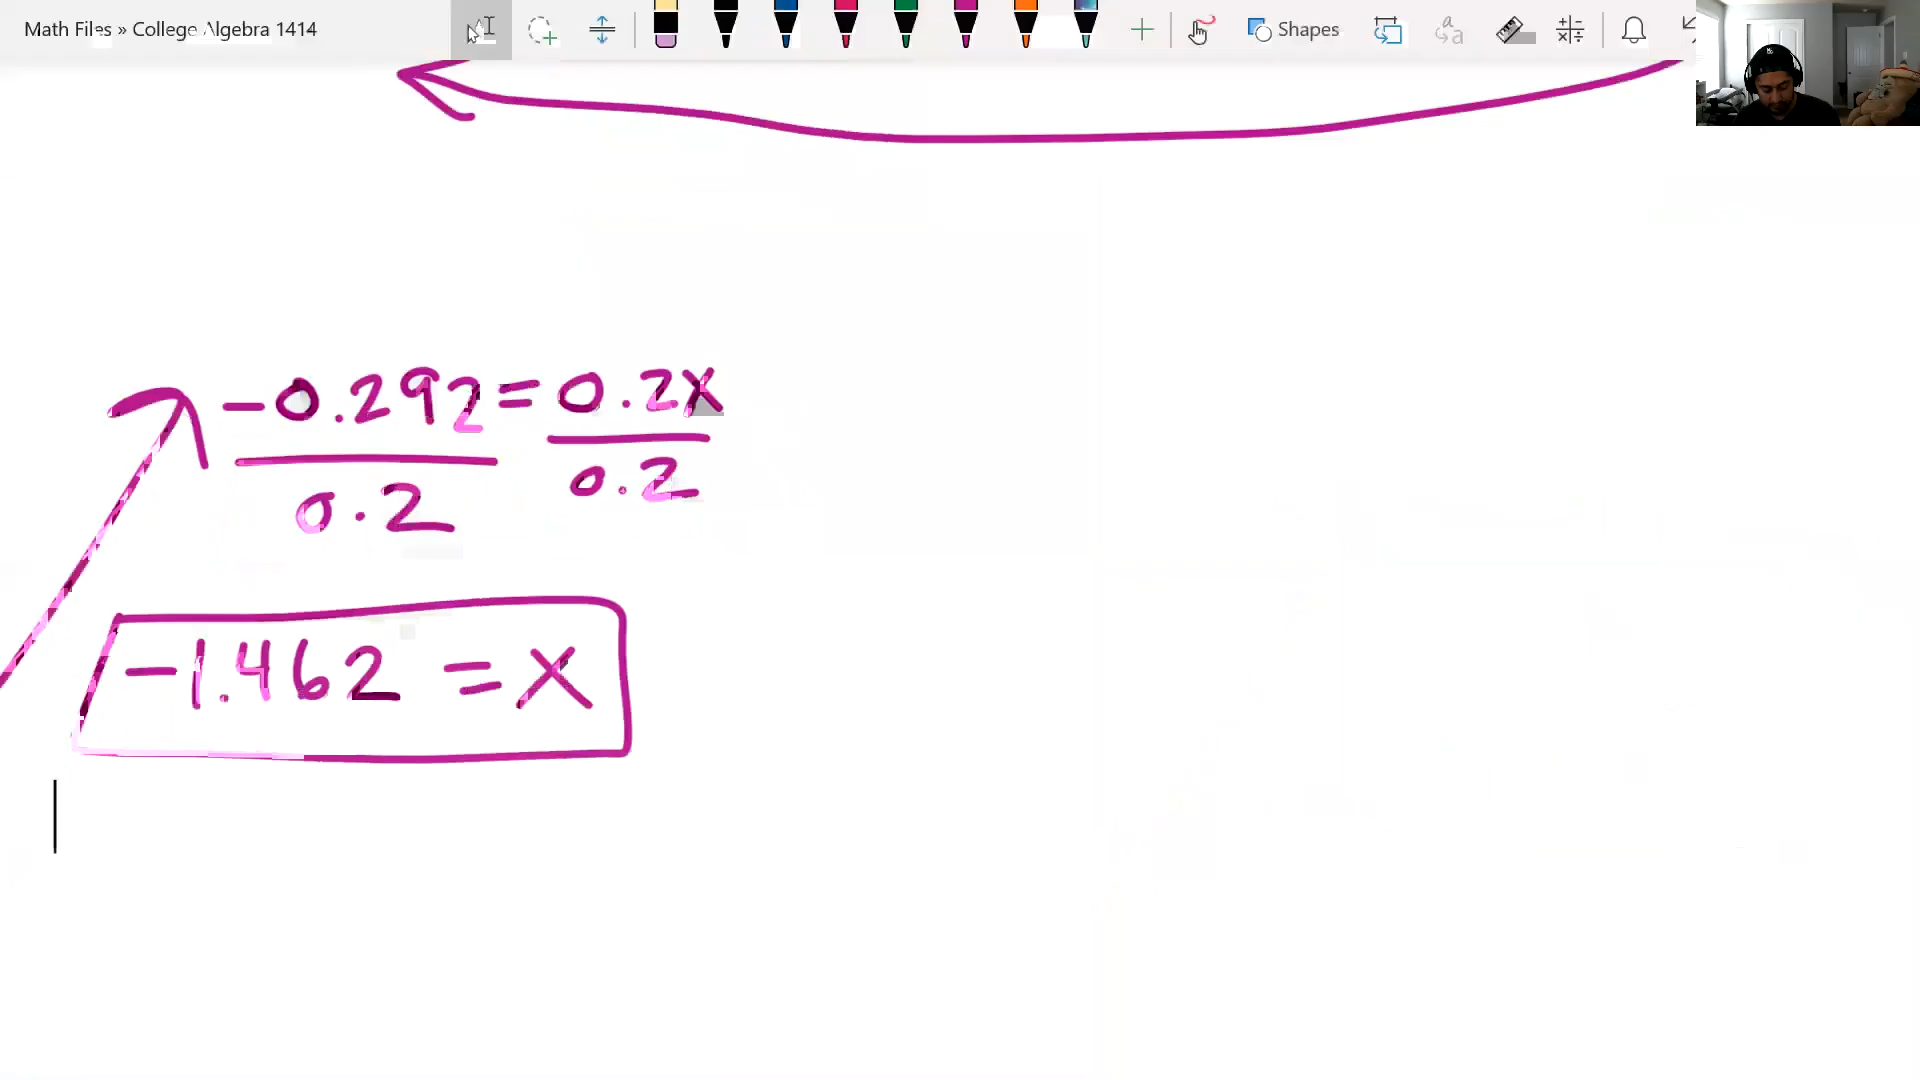 Math Files » College Algebra 1414
Shapes
-0.292 = 0.2x
0.2 0.2
-1.462 = x